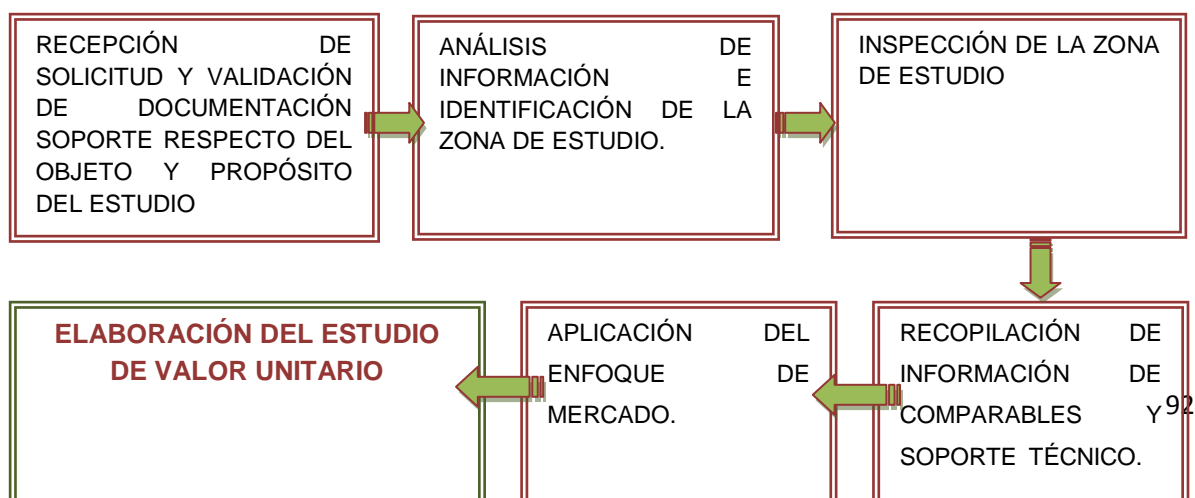 RECEPCIÓN DE
SOLICITUD Y VALIDACIÓN
DE DOCUMENTACIÓN
SOPORTE RESPECTO DEL
OBJETO Y PROPÓSITO
DEL ESTUDIO
ANÁLISIS DE
INFORMACIÓN E
IDENTIFICACIÓN DE LA
ZONA DE ESTUDIO.
INSPECCIÓN DE LA ZONA
DE ESTUDIO
RECOPILACIÓN DE
INFORMACIÓN DE
COMPARABLES Y
SOPORTE TÉCNICO.
92
APLICACIÓN DEL
ENFOQUE DE
MERCADO.
ELABORACIÓN DEL ESTUDIO
DE VALOR UNITARIO